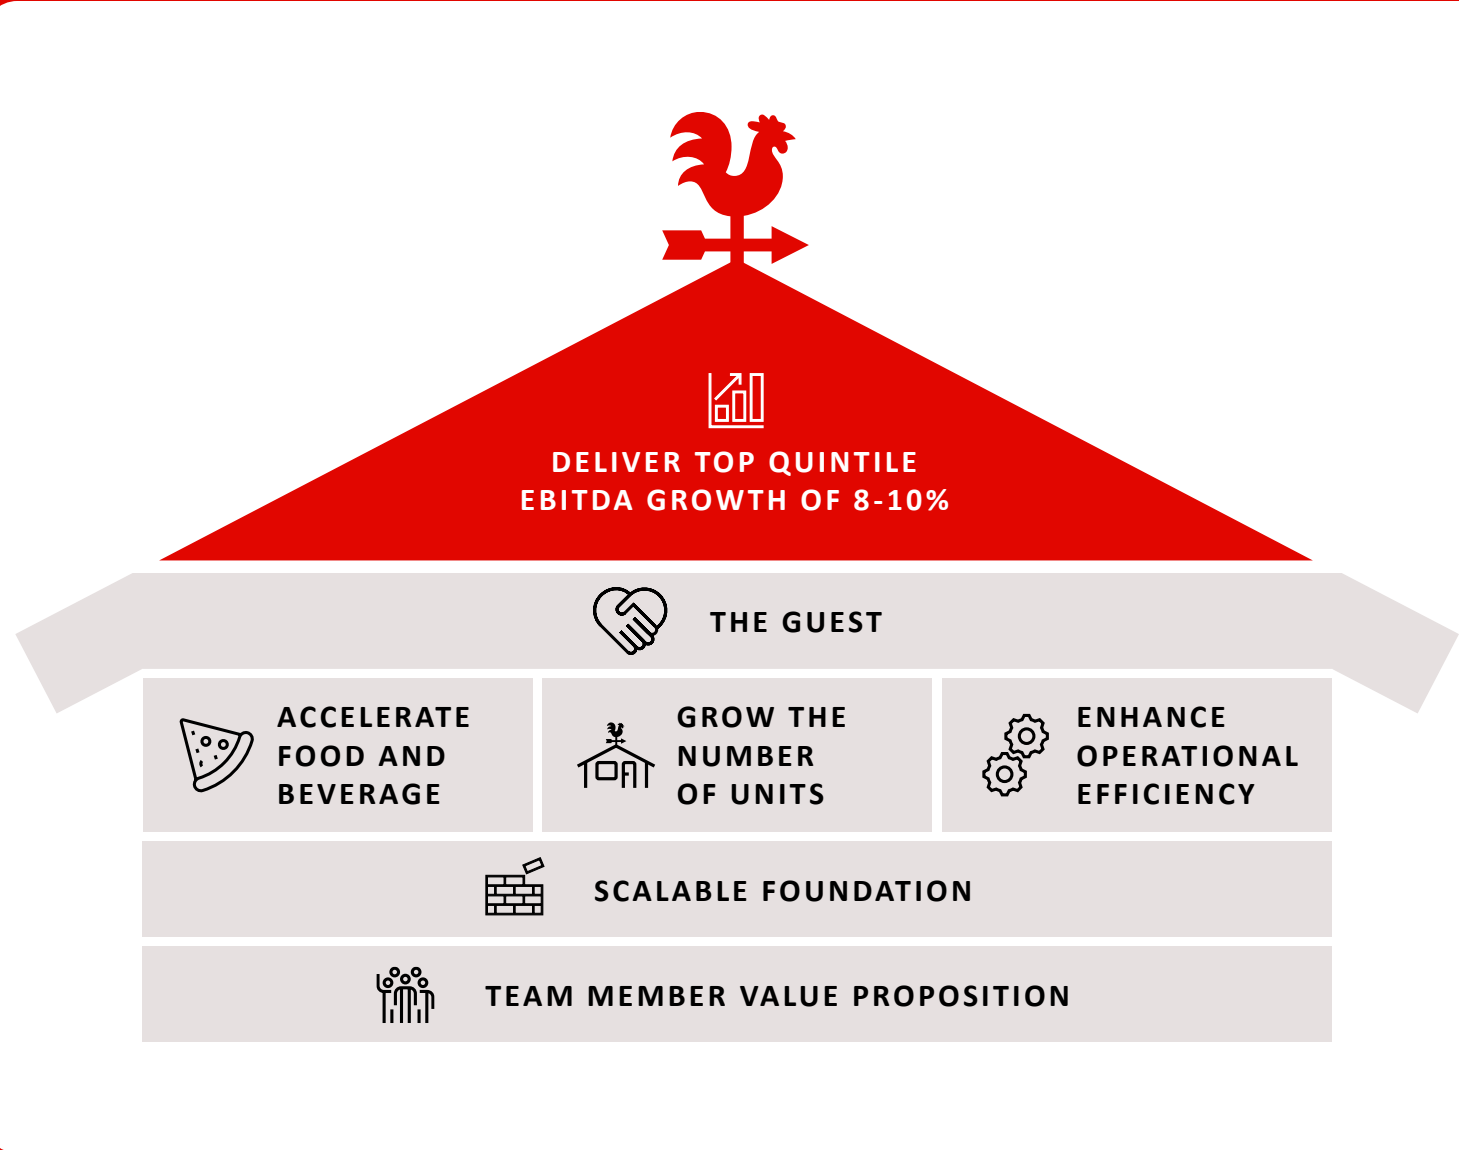 DELIVER TOP QUINTILE
EBITDA GROWTH OF 8-10%
THE GUEST
ACCELERATE
FOOD AND
BEVERAGE
GROW THE
NUMBER
OF UNITS
ENHANCE
OPERATIONAL
EFFICIENCY
SCALABLE FOUNDATION
TEAM MEMBER VALUE PROPOSITION